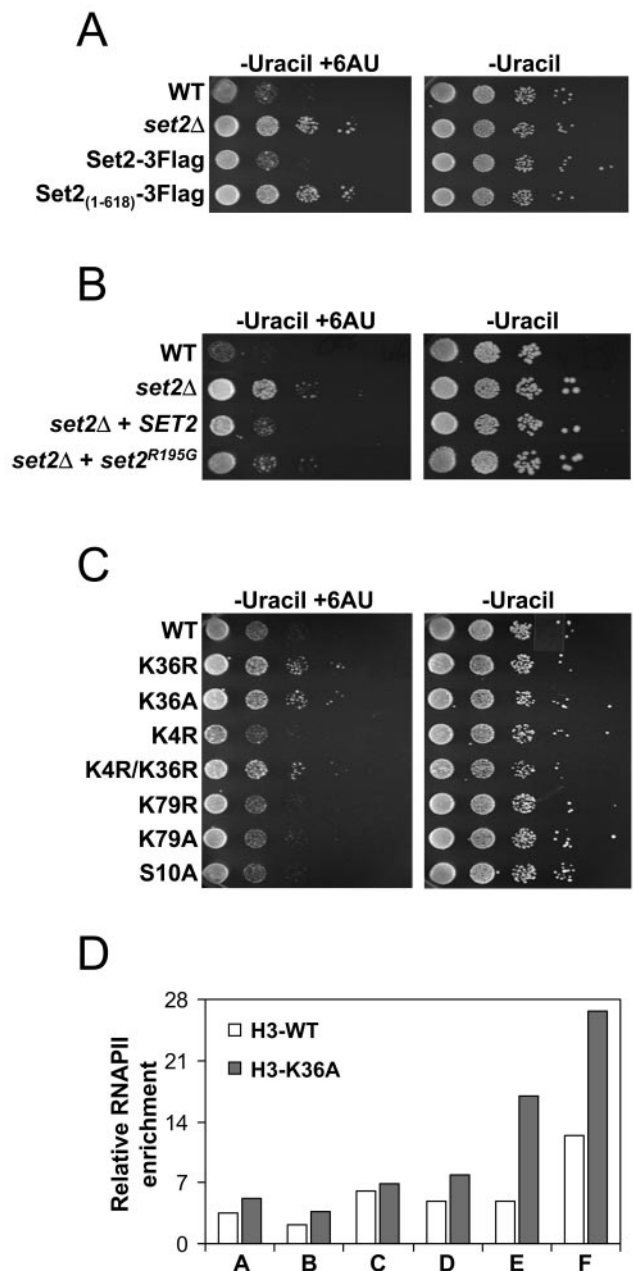 A
-Uracil +6AU
-Uracil
WT
set2Δ
Set2-3Flag
Set2(1-618)-3Flag
B
-Uracil +6AU
-Uracil
WT
set2Δ
set2Δ + SET2
set2Δ + set2R195G
C
-Uracil +6AU
-Uracil
WT
K36R
K36A
K4R
K4R/K36R
K79R
K79A
S10A
D
Relative RNAPII
enrichment
28
21
14
7
0
H3-WT
H3-K36A
A B C D E F